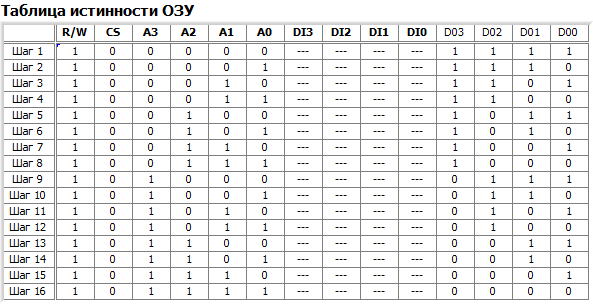 Таблица истинности ОЗУ
R/W CS A3 A2 A1 A0 DI3 DI2 DI1 DI0 D03 D02 D01 D00
Шаг 1 1 0 0 0 0 0 --- --- --- --- 1 1 1 1
Шаг 2 1 0 0 0 0 1 --- --- --- --- 1 1 1 0
Шаг 3 1 0 0 0 1 0 --- --- --- --- 1 1 0 1
Шаг 4 1 0 0 0 1 1 --- --- --- --- 1 1 0 0
Шаг 5 1 0 0 1 0 0 --- --- --- --- 1 0 1 1
Шаг 6 1 0 0 1 0 1 --- --- --- --- 1 0 1 0
Шаг 7 1 0 0 1 1 0 --- --- --- --- 1 0 0 1
Шаг 8 1 0 0 1 1 1 --- --- --- --- 1 0 0 0
Шаг 9 1 0 1 0 0 0 --- --- --- --- 0 1 1 1
Шаг 10 1 0 1 0 0 1 --- --- --- --- 0 1 1 0
Шаг 11 1 0 1 0 1 0 --- --- --- --- 0 1 0 1
Шаг 12 1 0 1 0 1 1 --- --- --- --- 0 1 0 0
Шаг 13 1 0 1 1 0 0 --- --- --- --- 0 0 1 1
Шаг 14 1 0 1 1 0 1 --- --- --- --- 0 0 1 0
Шаг 15 1 0 1 1 1 0 --- --- --- --- 0 0 0 1
Шаг 16 1 0 1 1 1 1 --- --- --- --- 0 0 0 0